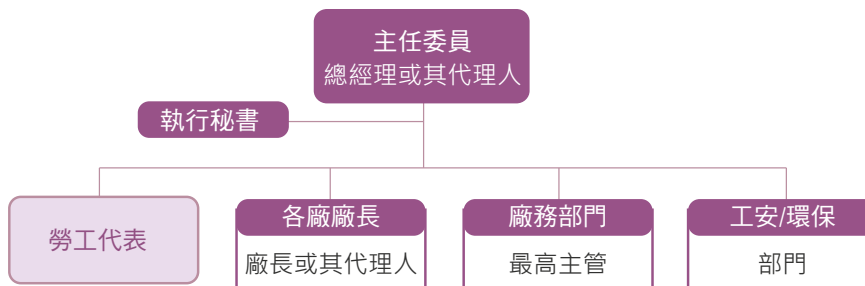 主任委員
總經理或其代理人
執行秘書
勞工代表
各廠廠長
廠長或其代理人
廠務部門
最高主管
工安/環保
部門